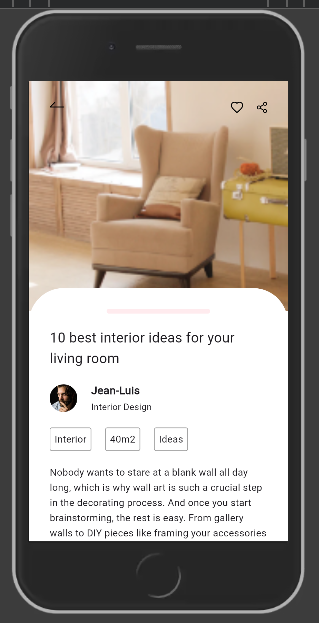 10 best interior ideas for your
living room
Jean-Luis
Interior Design
Interior
40m2
Ideas
Nobody wants to stare at a blank wall all day
long, which is why wall art is such a crucial step
in the decorating process. And once you start
brainstorming, the rest is easy. From gallery
walls to DIY pieces like framing your accessories